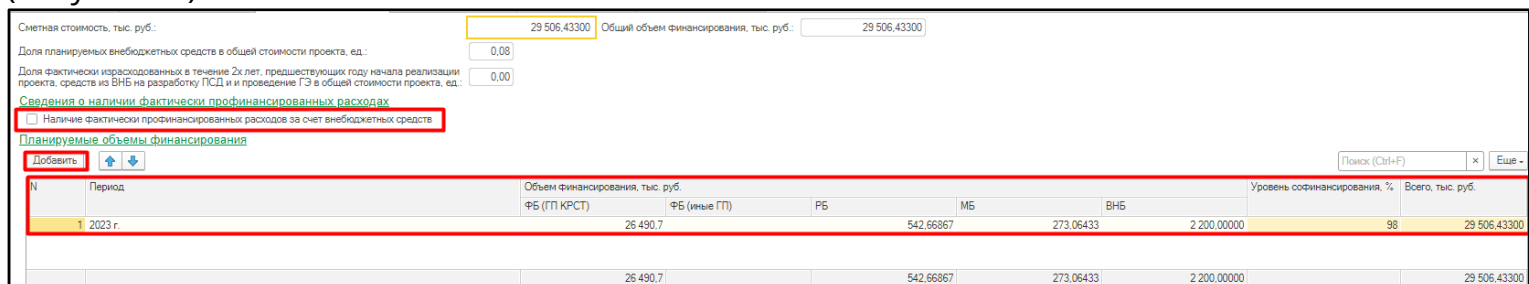 Сметная стоимость, тыс. руб.: 29 506,43300 Общий объем финансирования, тыс. руб.: 29 506,43300
Доля планируемых внебюджетных средств в общей стоимости проекта, ед.: 0,08
Доля фактически израсходованных в течение 2х лет, предшествующих году начала реализации
проекта, средств из ВНБ на разработку ПСД и и проведение ГЭ в общей стоимости проекта, ед.: 0,00
Сведения о наличии фактически профинансированных расходах
Наличие фактически профинансированных расходов за счет внебюджетных средств
Планируемые объемы финансирования
Добавить Поиск (Ctrl+F) × Еще
N Период Объем финансирования, тыс. руб. Уровень софинансирования, % Всего, тыс. руб.
ФБ (ГП КРСТ) ФБ (иные ГП) РБ МБ ВНБ
1 2023 г. 26 490,7 542,66867 273,06433 2 200,00000 98 29 506,43300
26 490,7 542,66867 273,06433 2 200,00000 29 506,43300